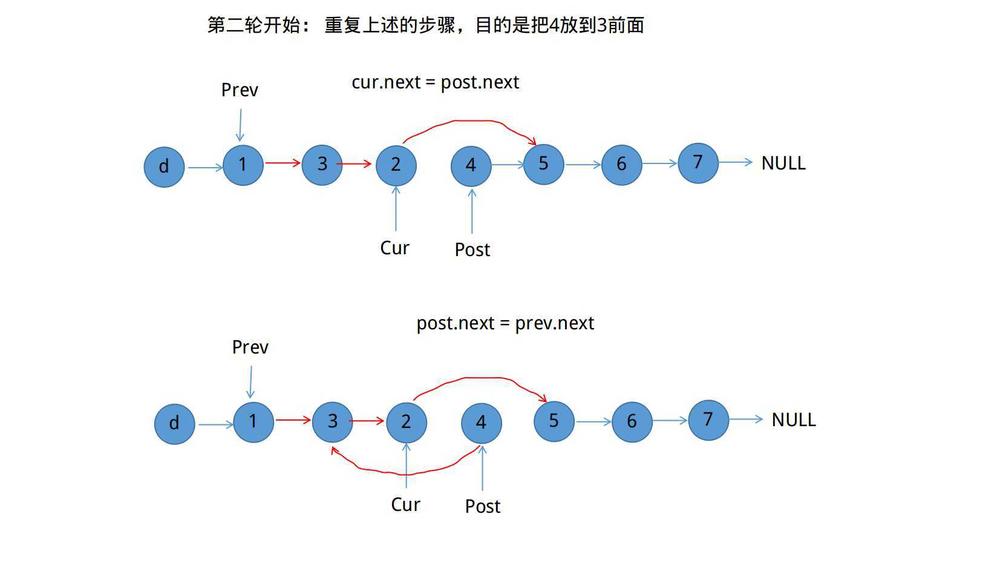 第二轮开始： 重复上述的步骤，目的是把4放到3前面
cur.next = post.next
Prev
d 1 3 2 4 5 6 7 NULL
Cur Post
post.next = prev.next
Prev
d 1 3 2 4 5 6 7 NULL
Cur Post